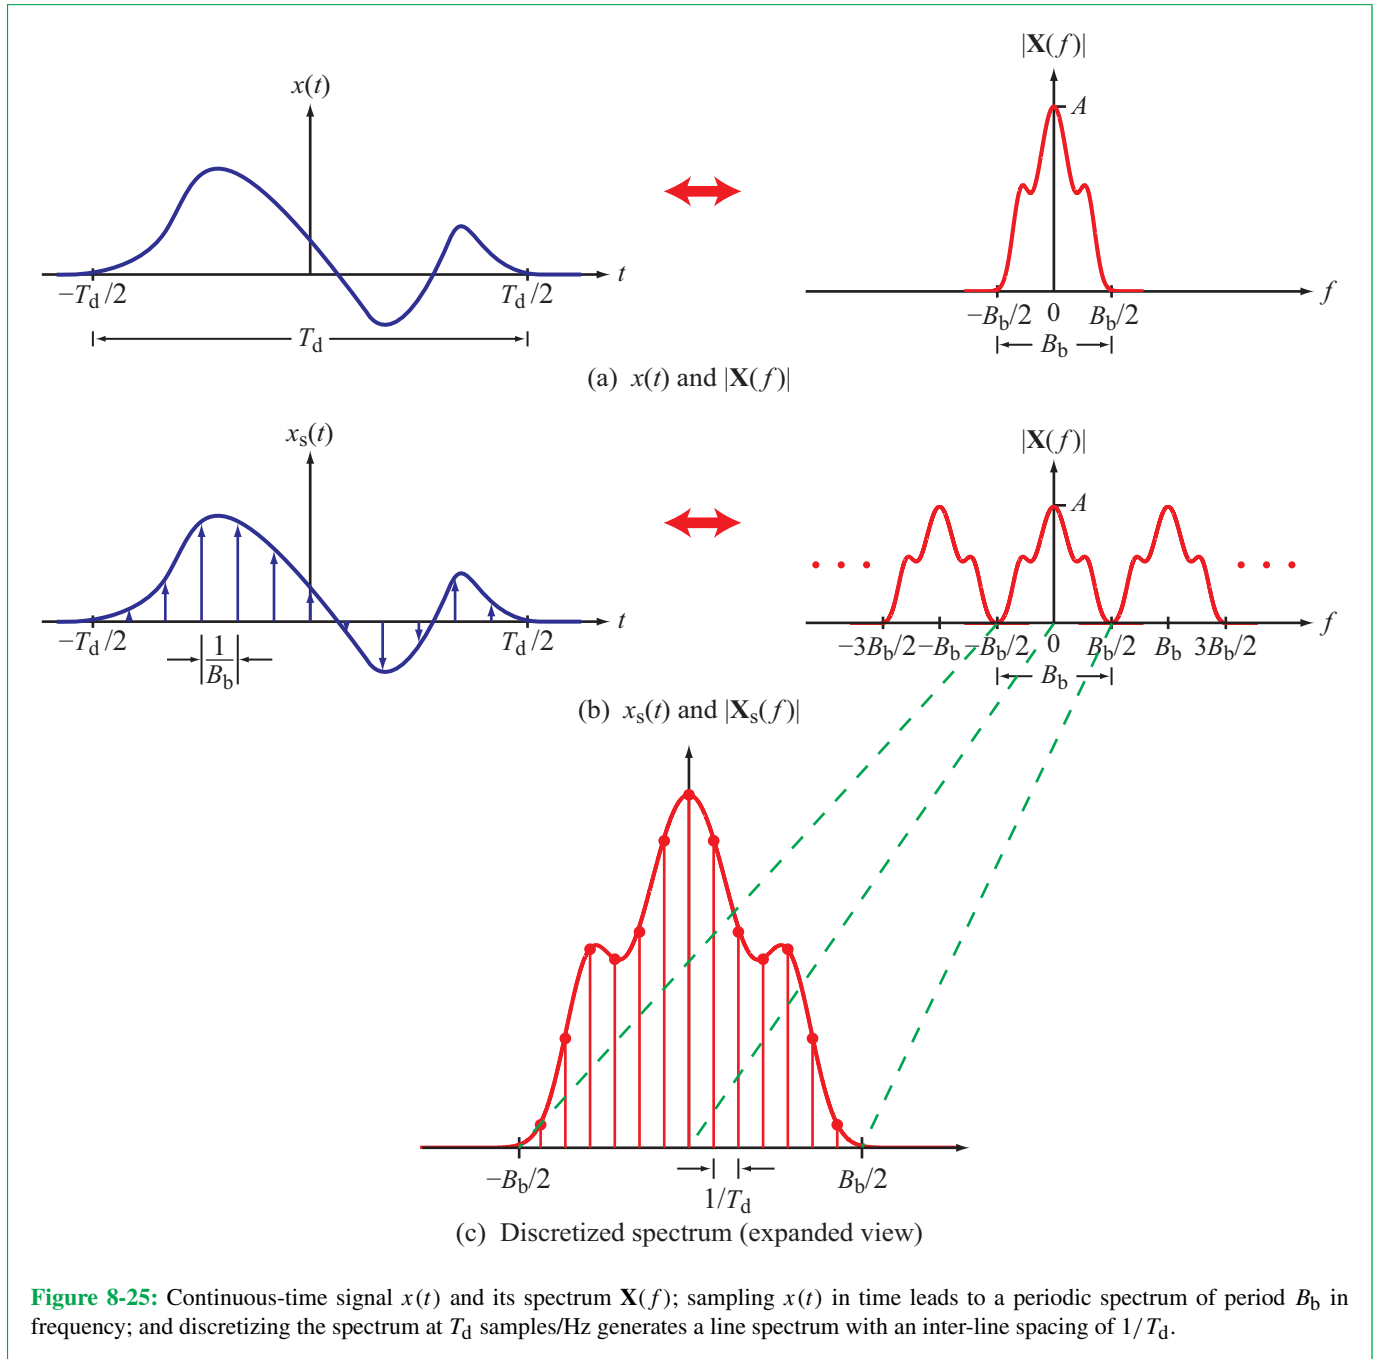 |X(f)|
x(t)
A
t
f
−Td/2
Td/2
−Bb/2 0 Bb/2
Td
Bb
(a) x(t) and |X(f)|
xs(t)
|X(f)|
A
t
f
−Td/2
Td/2
1
Bb
−3Bb/2 −Bb −Bb/2 0 Bb/2 Bb 3Bb/2
Bb
(b) xs(t) and |Xs(f)|
−Bb/2
Bb/2
1/Td
(c) Discretized spectrum (expanded view)
Figure 8-25: Continuous-time signal x(t) and its spectrum X(f); sampling x(t) in time leads to a periodic spectrum of period Bb in
frequency; and discretizing the spectrum at Td samples/Hz generates a line spectrum with an inter-line spacing of 1/Td.